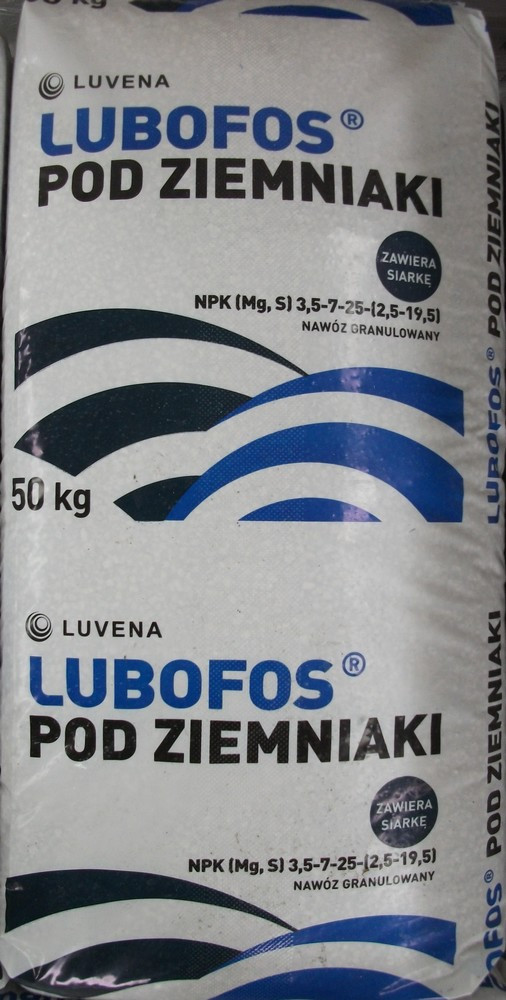 50 kg
LUVENA
LUBOFOS®
POD ZIEMNIAKI
ZAWIERA
SIARKĘ
NPK (Mg, S) 3,5-7-25-(2,5-19,5)
NAWÓZ GRANULOWANY
50 kg
LUBOFOS® POD ZIEMNIAKI
LUVENA
LUBOFOS®
POD ZIEMNIAKI
ZAWIERA
SIARKĘ
NPK (Mg, S) 3,5-7-25-(2,5-19,5)
NAWÓZ GRANULOWANY
OFOS® POD ZIEMNIAKI